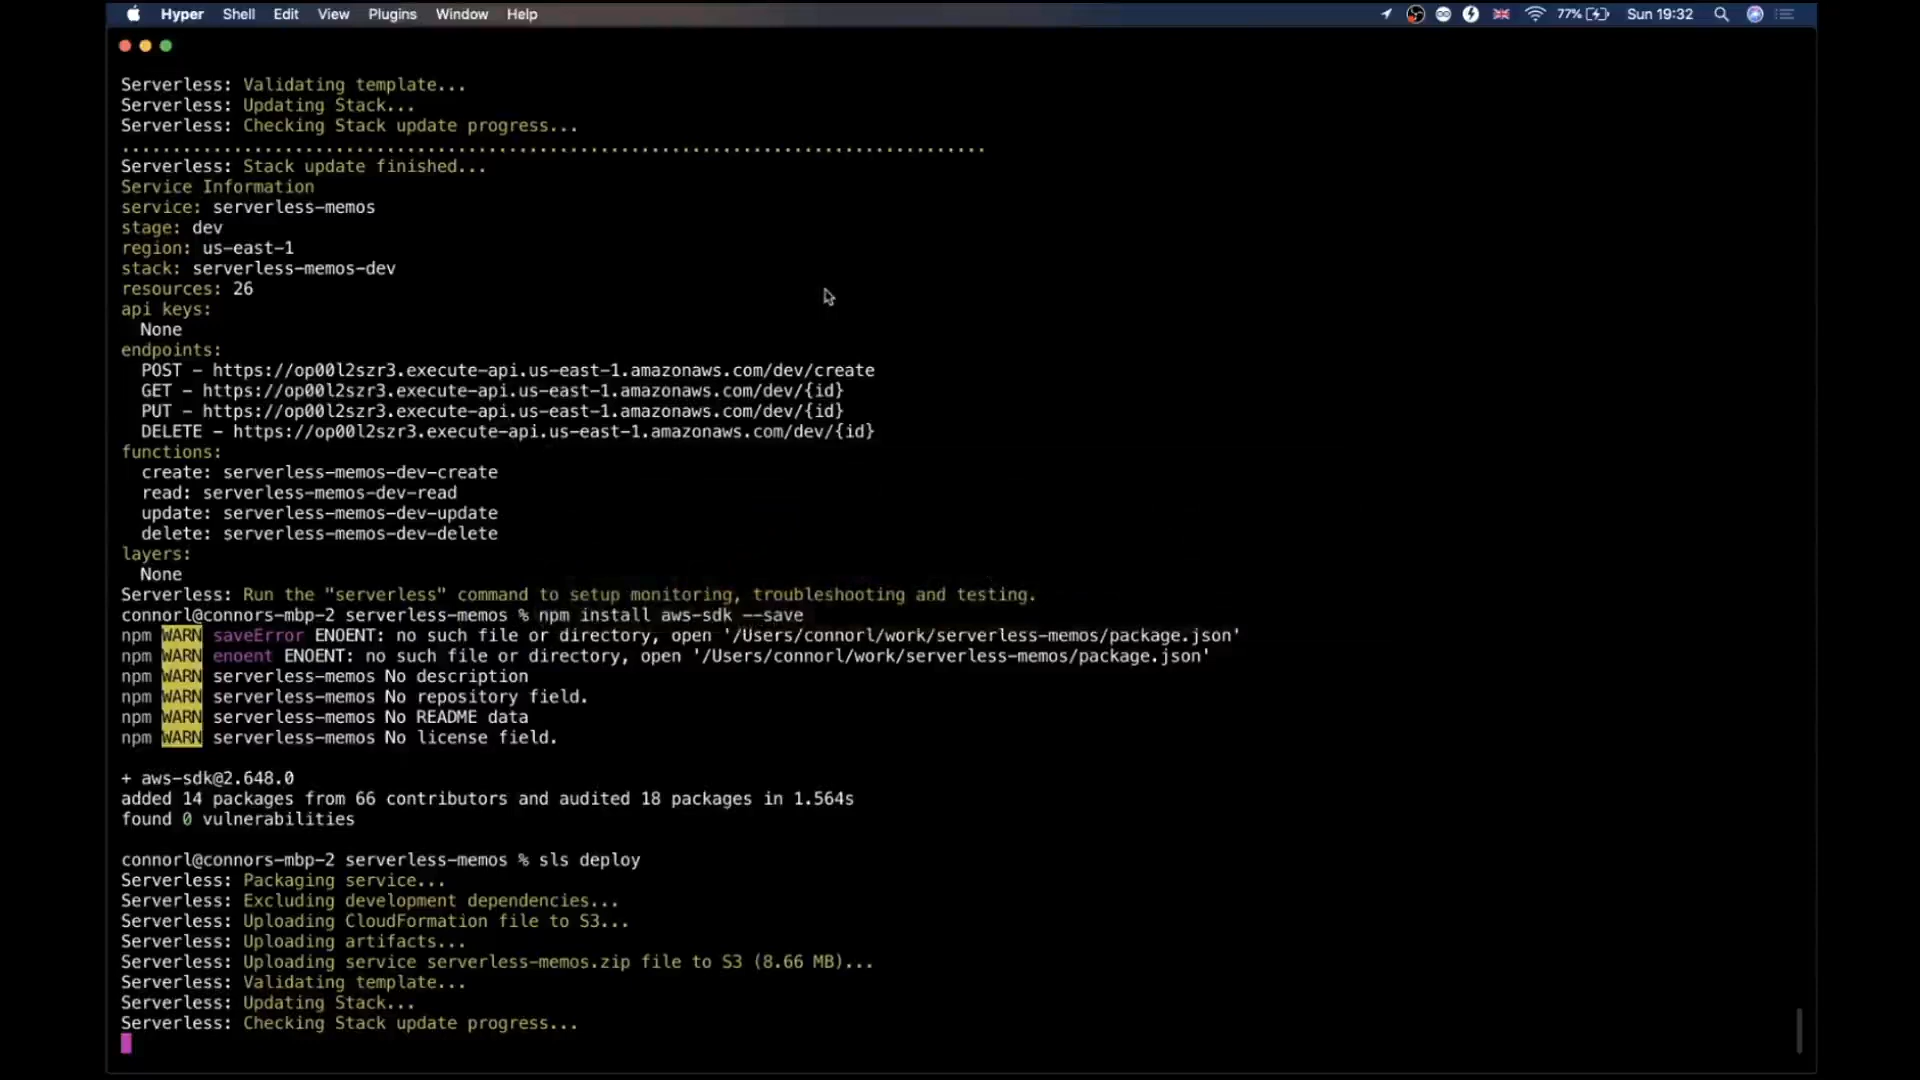 Hyper Shell Edit View Plugins Window Help 77% Sun 19:32
Serverless: Validating template...
Serverless: Updating Stack...
Serverless: Checking Stack update progress...
.....................................................................................
Serverless: Stack update finished...
Service Information
service: serverless-memos
stage: dev
region: us-east-1
stack: serverless-memos-dev
resources: 26
api keys:
None
endpoints:
POST - https://op00l2szr3.execute-api.us-east-1.amazonaws.com/dev/create
GET - https://op00l2szr3.execute-api.us-east-1.amazonaws.com/dev/{id}
PUT - https://op00l2szr3.execute-api.us-east-1.amazonaws.com/dev/{id}
DELETE - https://op00l2szr3.execute-api.us-east-1.amazonaws.com/dev/{id}
functions:
create: serverless-memos-dev-create
read: serverless-memos-dev-read
update: serverless-memos-dev-update
delete: serverless-memos-dev-delete
layers:
None
Serverless: Run the "serverless" command to setup monitoring, troubleshooting and testing.
connorl@connors-mbp-2 serverless-memos % npm install aws-sdk --save
npm WARN saveError ENOENT: no such file or directory, open '/Users/connorl/work/serverless-memos/package.json'
npm WARN enoent ENOENT: no such file or directory, open '/Users/connorl/work/serverless-memos/package.json'
npm WARN serverless-memos No description
npm WARN serverless-memos No repository field.
npm WARN serverless-memos No README data
npm WARN serverless-memos No license field.
+ aws-sdk@2.648.0
added 14 packages from 66 contributors and audited 18 packages in 1.564s
found 0 vulnerabilities
connorl@connors-mbp-2 serverless-memos % sls deploy
Serverless: Packaging service...
Serverless: Excluding development dependencies...
Serverless: Uploading CloudFormation file to S3...
Serverless: Uploading artifacts...
Serverless: Uploading service serverless-memos.zip file to S3 (8.66 MB)...
Serverless: Validating template...
Serverless: Updating Stack...
Serverless: Checking Stack update progress...